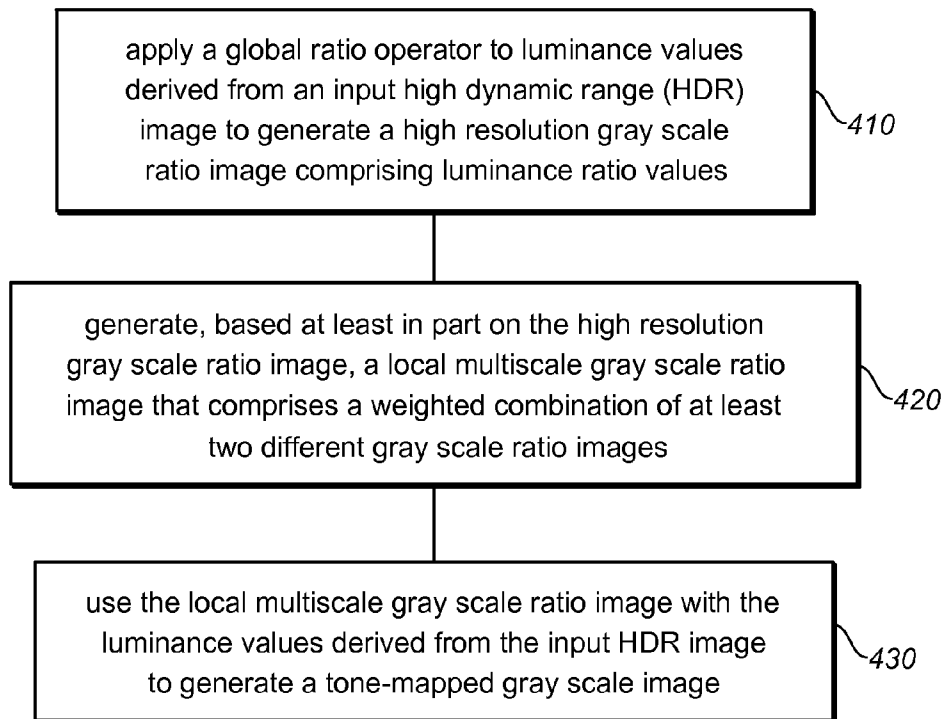 apply a global ratio operator to luminance values
derived from an input high dynamic range (HDR)
image to generate a high resolution gray scale
ratio image comprising luminance ratio values
410
generate, based at least in part on the high resolution
gray scale ratio image, a local multiscale gray scale ratio
image that comprises a weighted combination of at least
two different gray scale ratio images
420
use the local multiscale gray scale ratio image with the
luminance values derived from the input HDR image
to generate a tone-mapped gray scale image
430